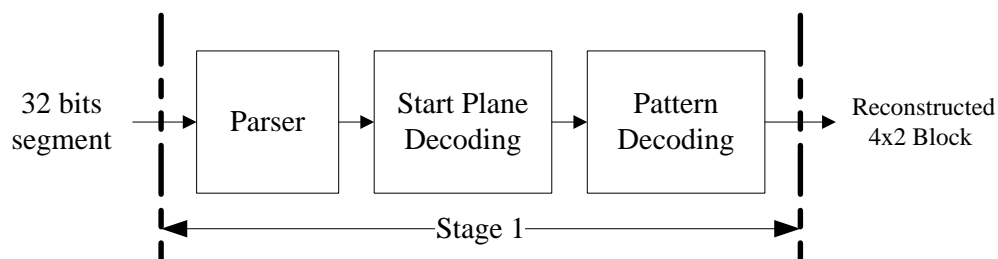 32 bits
segment
Parser
Start Plane
Decoding
Pattern
Decoding
Reconstructed
4x2 Block
Stage 1